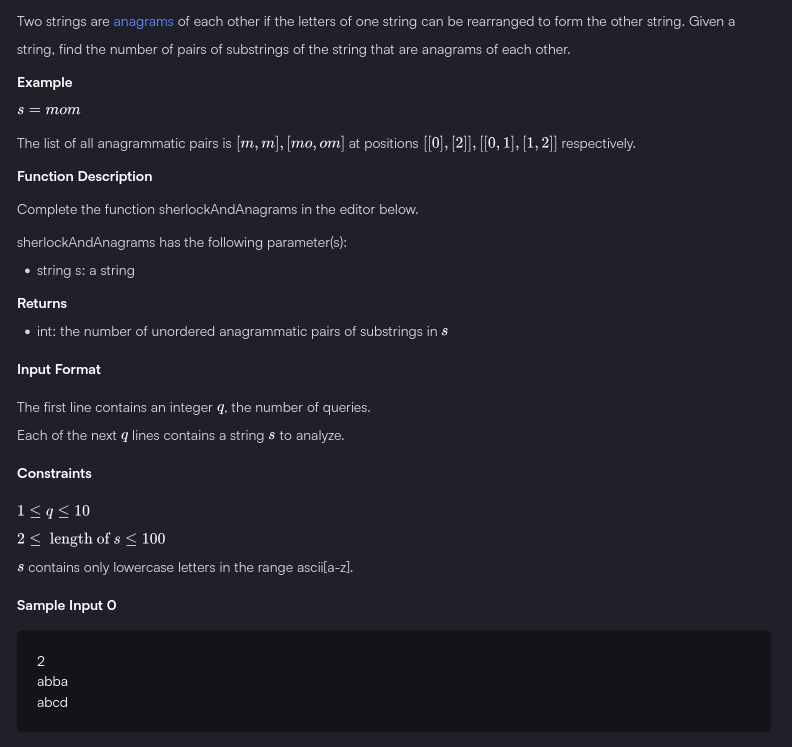 Two strings are anagrams of each other if the letters of one string can be rearranged to form the other string. Given a
string, find the number of pairs of substrings of the string that are anagrams of each other.
Example
s = mom
The list of all anagrammatic pairs is [m, m], [mo, om] at positions [[0], [2]], [[0, 1], [1, 2]] respectively.
Function Description
Complete the function sherlockAndAnagrams in the editor below.
sherlockAndAnagrams has the following parameter(s):
• string s: a string
Returns
• int: the number of unordered anagrammatic pairs of substrings in s
Input Format
The first line contains an integer q, the number of queries.
Each of the next q lines contains a string s to analyze.
Constraints
1 ≤ q ≤ 10
2 ≤ length of s ≤ 100
s contains only lowercase letters in the range ascii[a-z].
Sample Input 0
2
abba
abcd